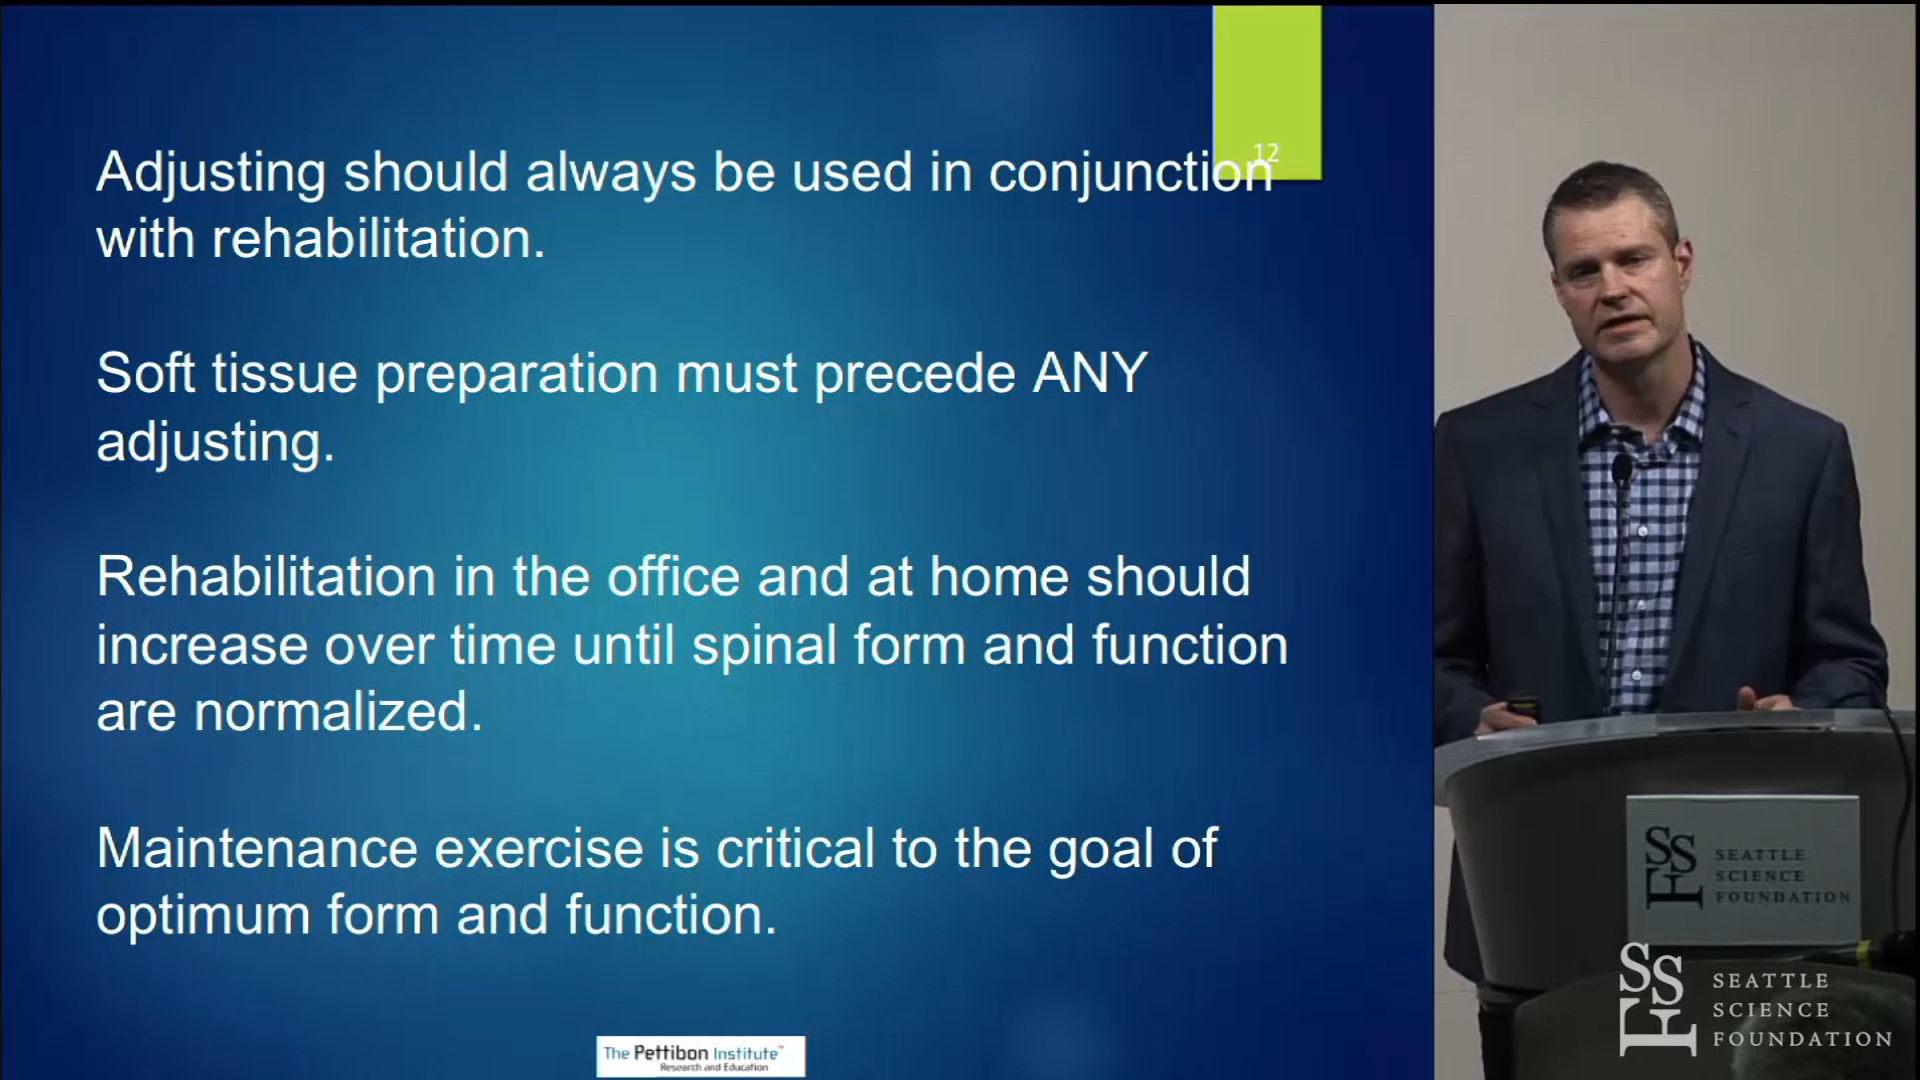 12
Adjusting should always be used in conjunction
with rehabilitation.
Soft tissue preparation must precede ANY
adjusting.
Rehabilitation in the office and at home should
increase over time until spinal form and function
are normalized.
Maintenance exercise is critical to the goal of
optimum form and function.
The Pettibon Institute™
Research and Education
SSF
SEATTLE
SCIENCE
FOUNDATION
SSF
SEATTLE
SCIENCE
FOUNDATION